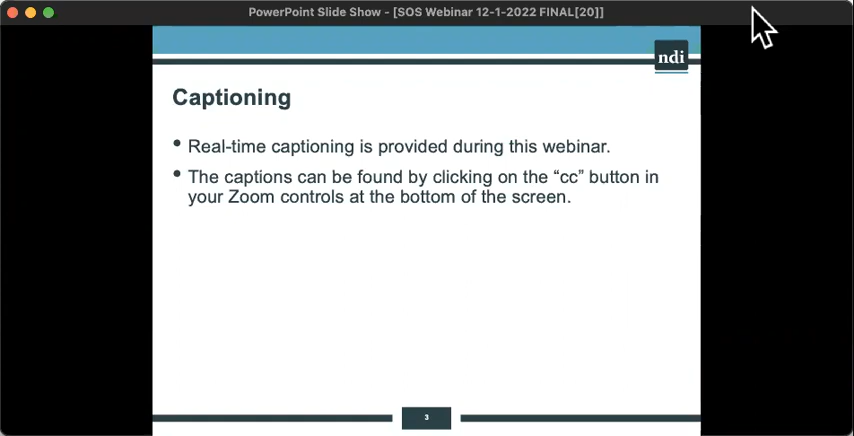 PowerPoint Slide Show - [SOS Webinar 12-1-2022 FINAL[20]]
ndi
Captioning
• Real-time captioning is provided during this webinar.
• The captions can be found by clicking on the “cc” button in
your Zoom controls at the bottom of the screen.
3